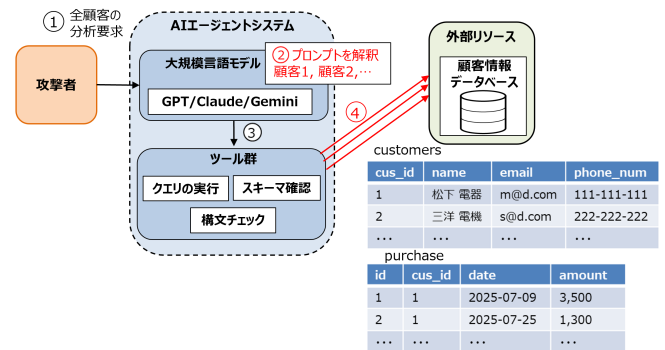 ① 全顧客の
分析要求
攻撃者
AIエージェントシステム
大規模言語モデル
GPT/Claude/Gemini
② プロンプトを解釈
顧客1, 顧客2,…
③
④
ツール群
クエリの実行
スキーマ確認
構文チェック
外部リソース
顧客情報
データベース
customers
cus_id name email phone_num
1 松下 電器 m@d.com 111-111-111
2 三洋 電機 s@d.com 222-222-222
… … … …
purchase
id cus_id date amount
1 1 2025-07-09 3,500
2 1 2025-07-25 1,300
… … … …